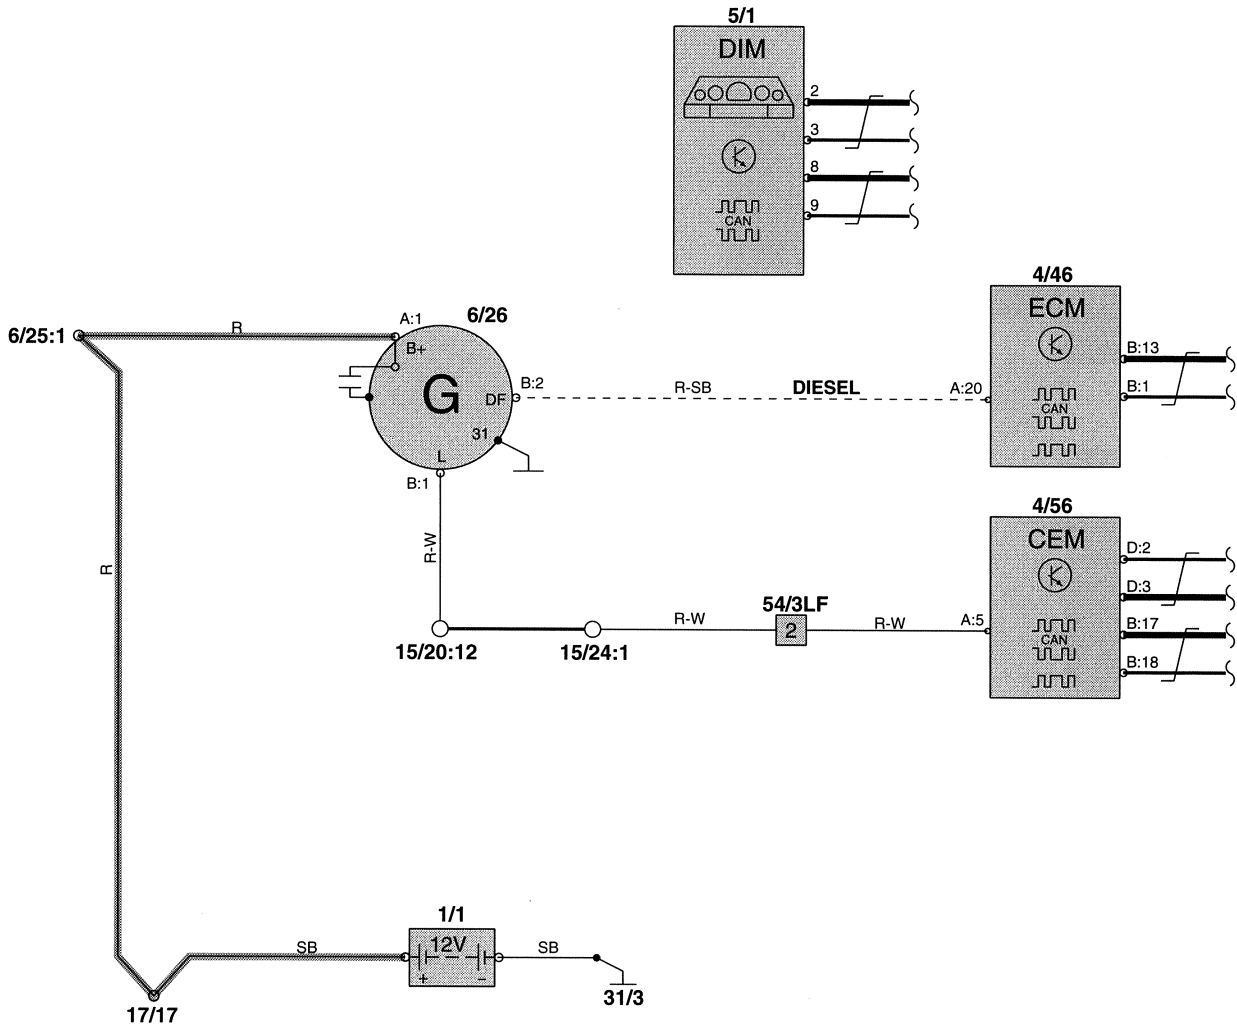 5/1
DIM
2
3
8
CAN
9
4/46
ECM
B:13
CAN
B:1
A:20
6/25:1
R
A:1
6/26
B+
G
DF
B:2
R-SB
DIESEL
31
L
B:1
R-W
R
4/56
CEM
D:2
D:3
CAN
B:17
B:18
A:5
15/20:12
15/24:1
R-W
54/3LF
2
R-W
1/1
12V
+
−
SB
SB
31/3
17/17